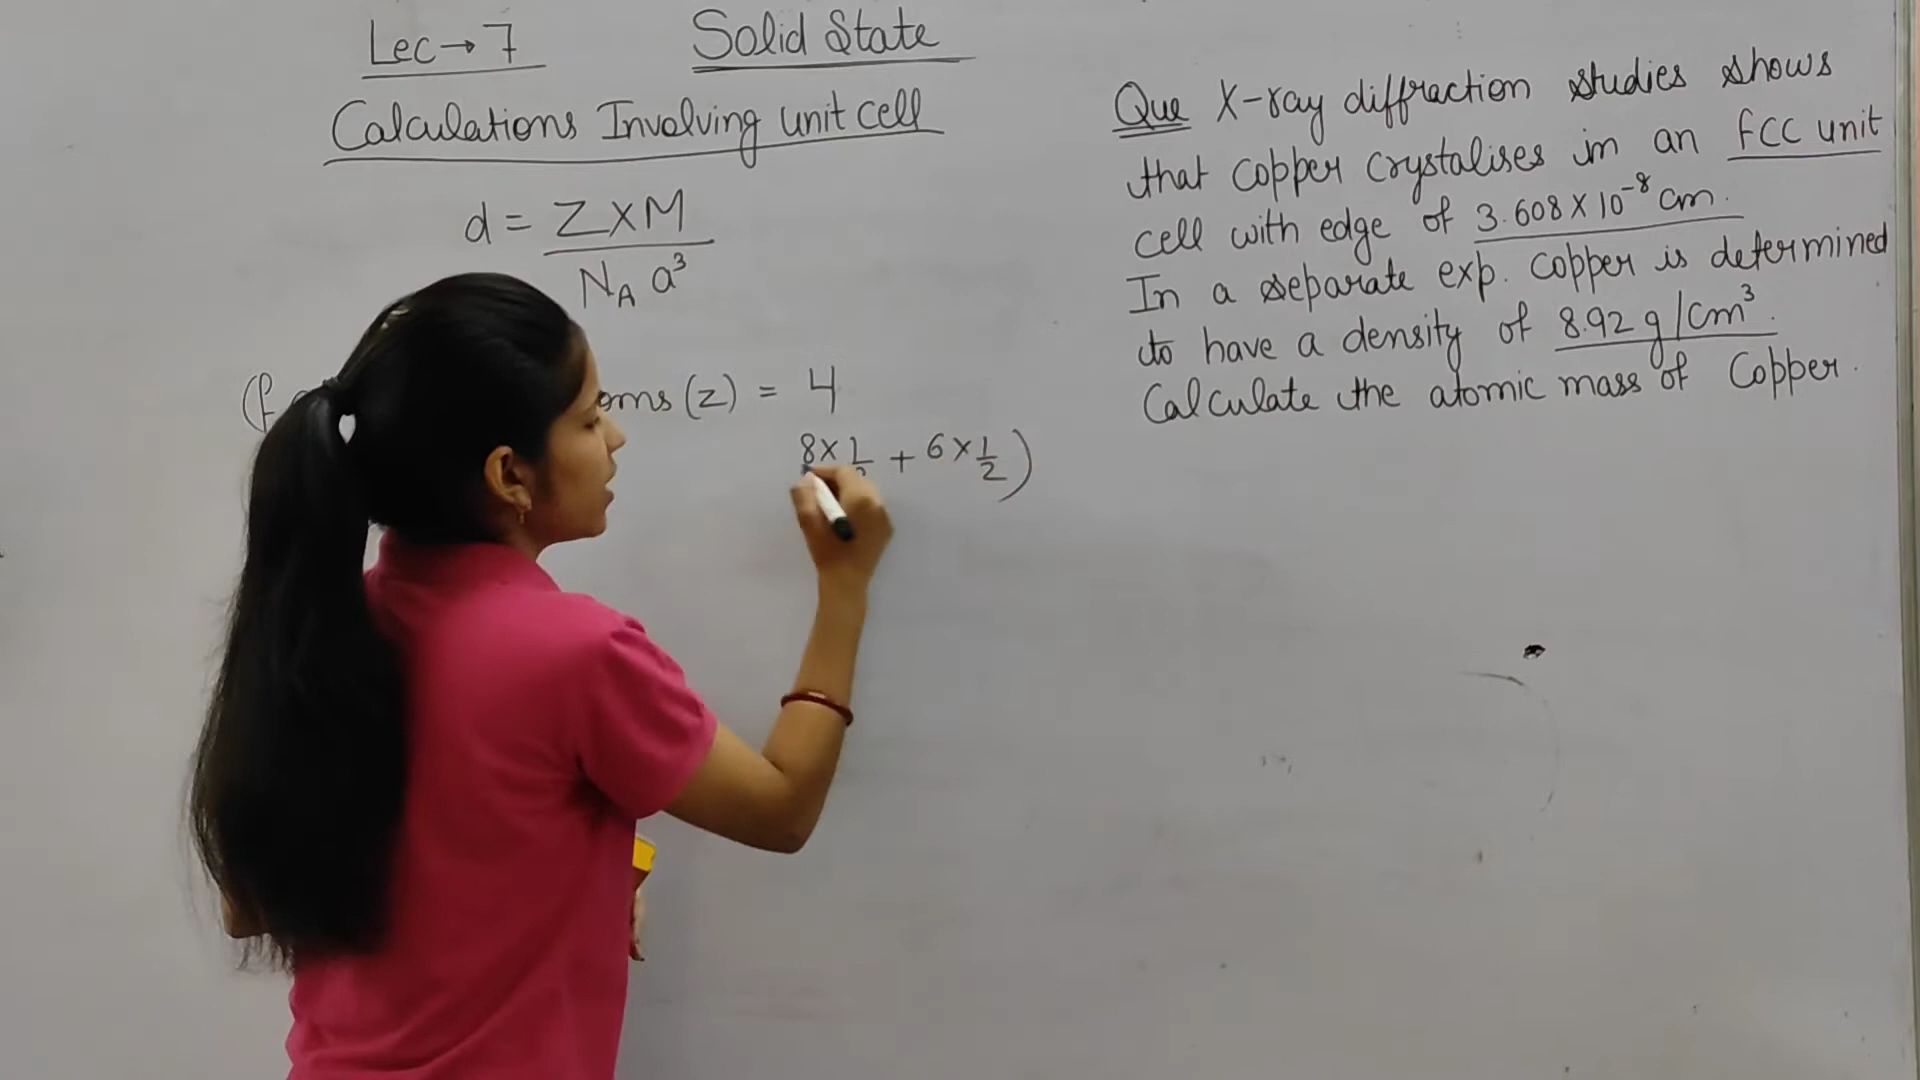 Lec → 7
Solid State
Calculations Involving unit cell
d = Z X M
N_A a³
(z) = 4
8 × 1 + 6 × 1/2 )
Que X-ray diffraction studies shows
that copper crystalises in an fcc unit
cell with edge of 3.608 X 10⁻⁸ cm.
In a separate exp. copper is determined
to have a density of 8.92 g/cm³.
Calculate the atomic mass of Copper.